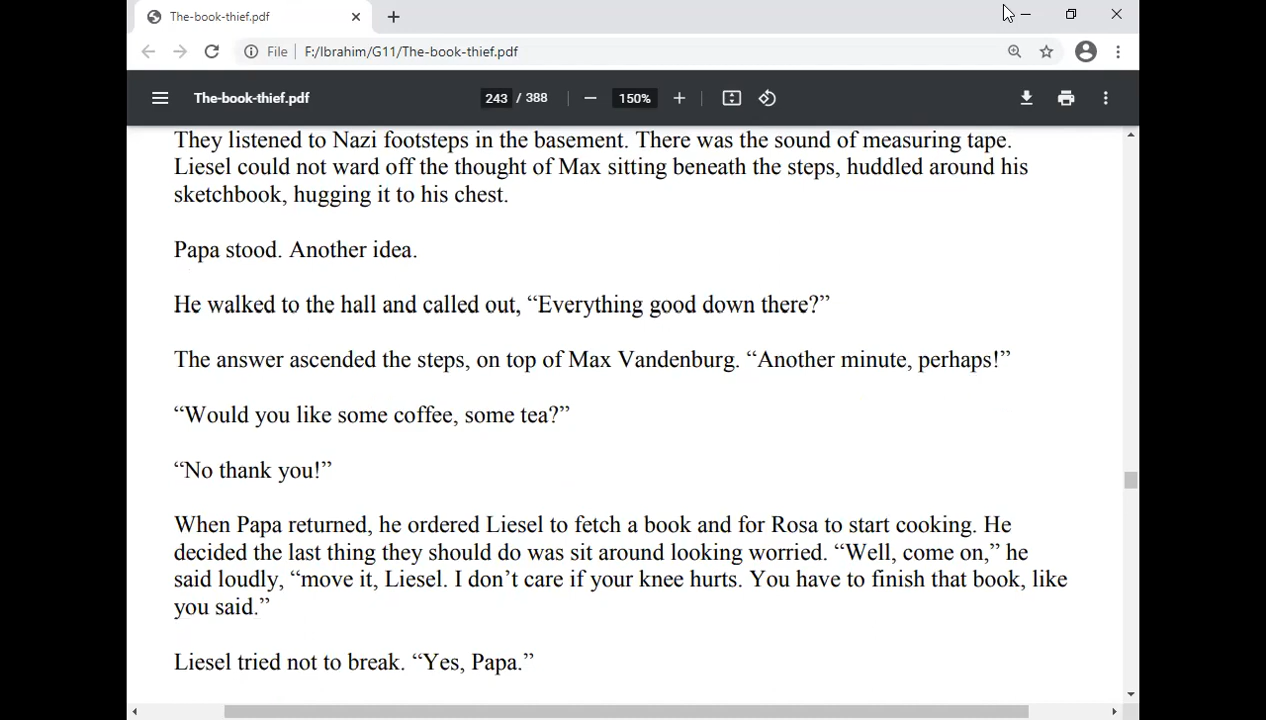 The-book-thief.pdf
File F:/Ibrahim/G11/The-book-thief.pdf
The-book-thief.pdf 243 / 388 150%
They listened to Nazi footsteps in the basement. There was the sound of measuring tape.
Liesel could not ward off the thought of Max sitting beneath the steps, huddled around his
sketchbook, hugging it to his chest.
Papa stood. Another idea.
He walked to the hall and called out, “Everything good down there?”
The answer ascended the steps, on top of Max Vandenburg. “Another minute, perhaps!”
“Would you like some coffee, some tea?”
“No thank you!”
When Papa returned, he ordered Liesel to fetch a book and for Rosa to start cooking. He
decided the last thing they should do was sit around looking worried. “Well, come on,” he
said loudly, “move it, Liesel. I don’t care if your knee hurts. You have to finish that book, like
you said.”
Liesel tried not to break. “Yes, Papa.”